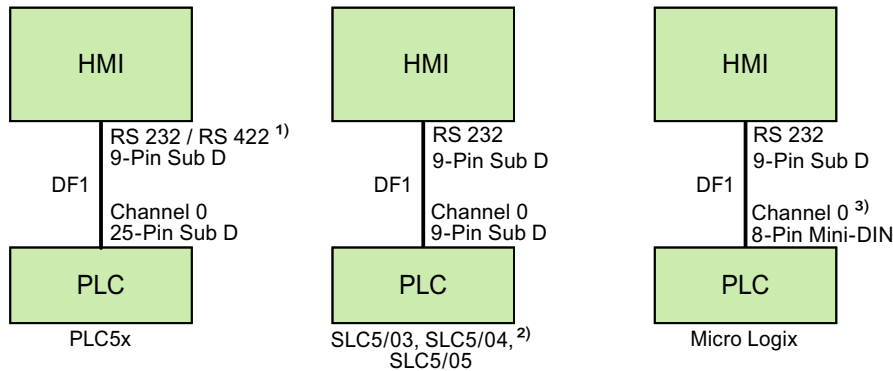 HMI
RS 232 / RS 422 ¹⁾
9-Pin Sub D
DF1
Channel 0
25-Pin Sub D
PLC
PLC5x
HMI
RS 232
9-Pin Sub D
DF1
Channel 0
9-Pin Sub D
PLC
SLC5/03, SLC5/04, ²⁾
SLC5/05
HMI
RS 232
9-Pin Sub D
DF1
Channel 0 ³⁾
8-Pin Mini-DIN
PLC
Micro Logix